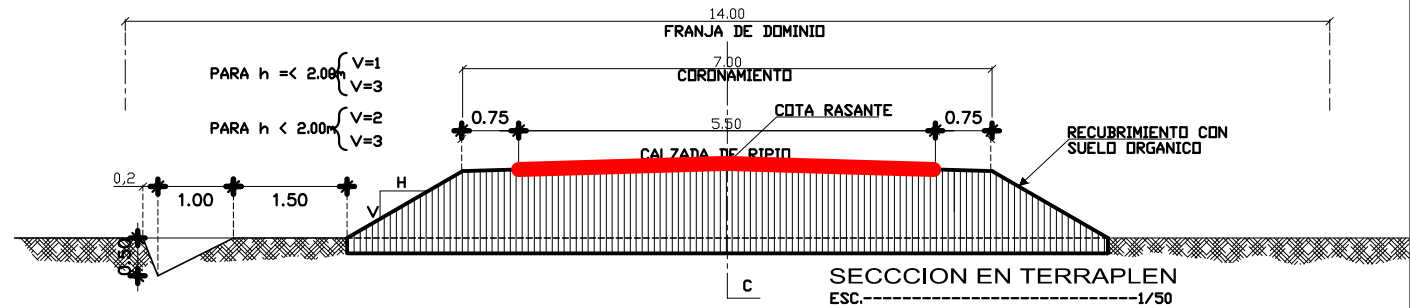 14.00
FRANJA DE DOMINIO
PARA h =< 2.00m
V=1
V=3
7.00
CORONAMIENTO
PARA h < 2.00m
V=2
V=3
0.75
5.50
COTA RASANTE
0.75
RECUBRIMIENTO CON
SUELO ORGANICO
CALZADA DE RIPIO
0,2
1.00
1.50
H
V
0.50
C
SECCCION EN TERRAPLEN
ESC.----------------------------1/50